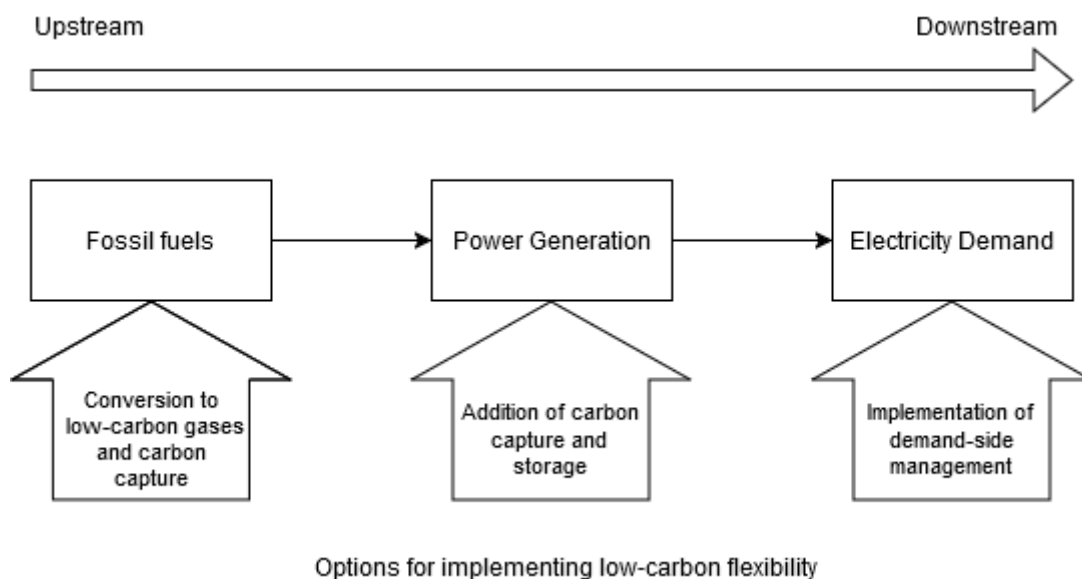 Upstream
Downstream
Fossil fuels
Power Generation
Electricity Demand
Conversion to
low-carbon gases
and carbon
capture
Addition of carbon
capture and
storage
Implementation of
demand-side
management
Options for implementing low-carbon flexibility